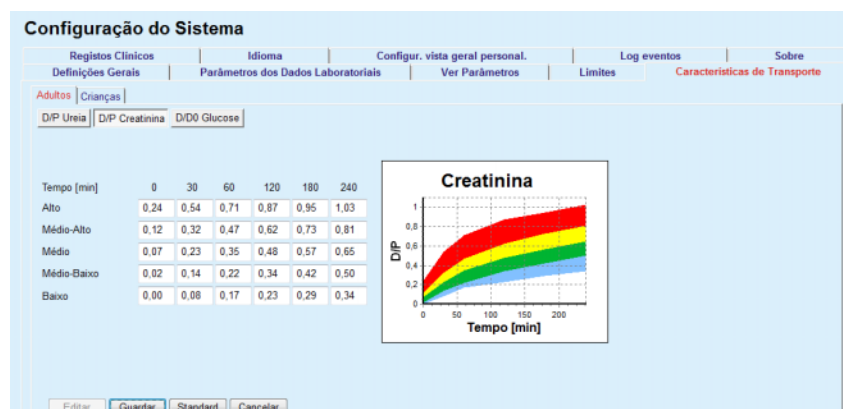 Configuração do Sistema
Registos Clínicos Idioma Configur. vista geral personal. Log eventos Sobre
Definições Gerais Parâmetros dos Dados Laboratoriais Ver Parâmetros Limites Características de Transporte
Adultos Crianças
D/P Ureia D/P Creatinina D/D0 Glucose
Tempo [min] 0 30 60 120 180 240
Alto 0,24 0,54 0,71 0,87 0,95 1,03
Médio-Alto 0,12 0,32 0,47 0,62 0,73 0,81
Médio 0,07 0,23 0,35 0,48 0,57 0,65
Médio-Baixo 0,02 0,14 0,22 0,34 0,42 0,50
Baixo 0,00 0,08 0,17 0,23 0,29 0,34
Creatinina
1
0,8
0,6
0,4
0,2
0
D/P
0 50 100 150 200
Tempo [min]
Editar Guardar Standard Cancelar